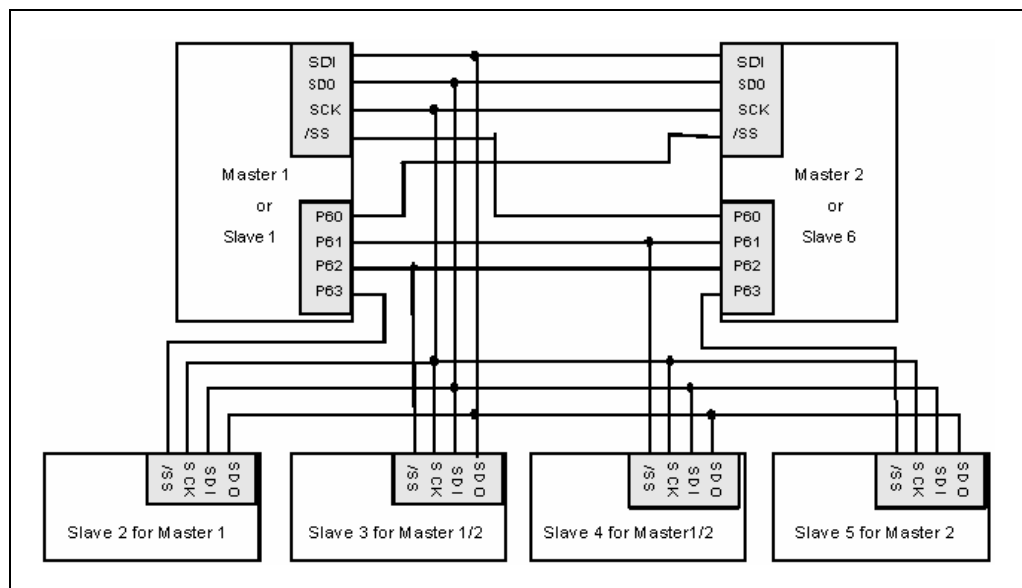 SDI
SDO
SCK
/SS
Master 1
or
Slave 1
P60
P61
P62
P63
SDI
SDO
SCK
/SS
Master 2
or
Slave 6
P60
P61
P62
P63
/SS
SCK
SDI
SDO
Slave 2 for Master 1
/SS
SCK
SDI
SDO
Slave 3 for Master 1/2
/SS
SCK
SDI
SDO
Slave 4 for Master1/2
/SS
SCK
SDI
SDO
Slave 5 for Master 2